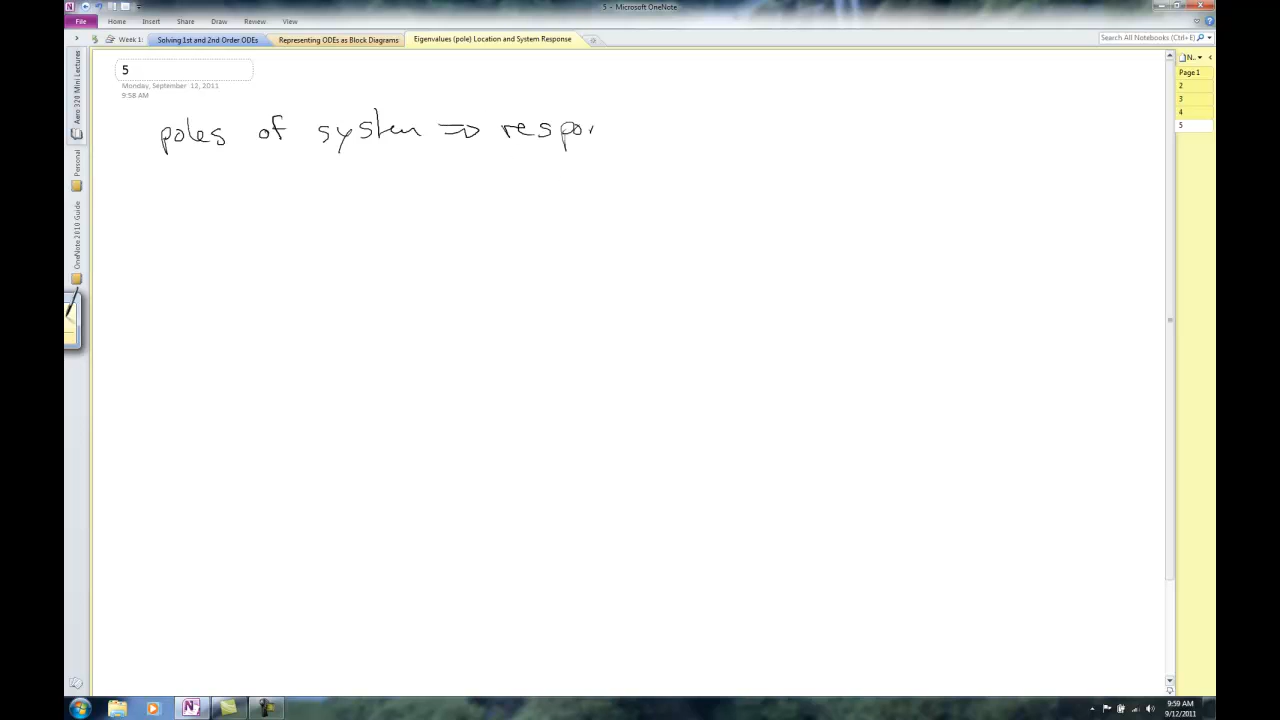 5 - Microsoft OneNote
File Home Insert Share Draw Review View
Week 1: Solving 1st and 2nd Order ODEs Representing ODEs as Block Diagrams Eigenvalues (pole) Location and System Response Search All Notebooks (Ctrl+E)
5
Monday, September 12, 2011
9:58 AM
poles of system ⇒ respon
Aero 320 Mini Lectures
Personal
OneNote 2010 Guide
N..
Page 1
2
3
4
5
9:59 AM
9/12/2011